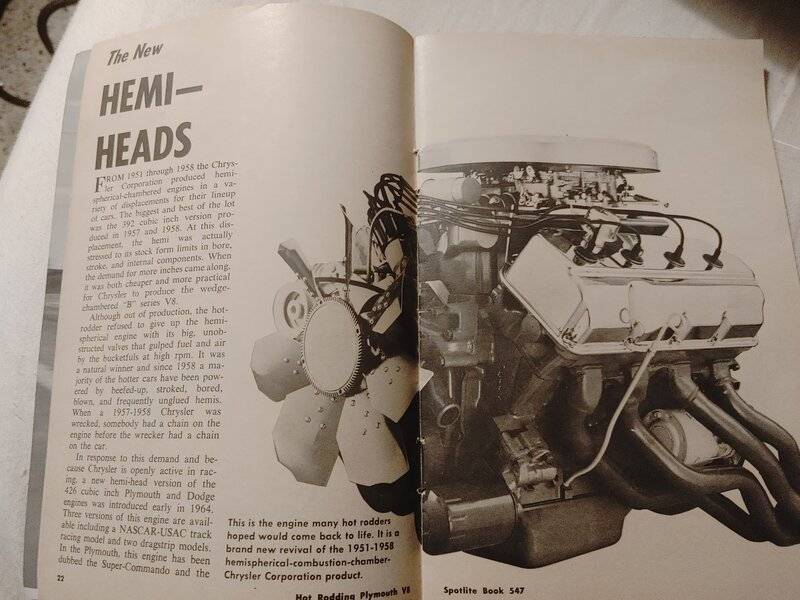 The New
HEMI–
HEADS
FROM 1951 through 1958 the Chrys-
ler Corporation produced hemi-
spherical-chambered engines in a va-
riety of displacements for their lineup
of cars. The biggest and best of the lot
was the 392 cubic inch version pro-
duced in 1957 and 1958. At this dis-
placement, the hemi was actually
stressed to its stock form limits in bore,
stroke, and internal components. When
the demand for more inches came along,
it was both cheaper and more practical
for Chrysler to produce the wedge-
chambered "B" series V8.
Although out of production, the hot-
rodder refused to give up the hemi-
spherical engine with its big, unob-
structed valves that gulped fuel and air
by the bucketfuls at high rpm. It was
a natural winner and since 1958 a ma-
jority of the hotter cars have been pow-
ered by beefed-up, stroked, bored,
blown, and frequently unglued hemis.
When a 1957-1958 Chrysler was
wrecked, somebody had a chain on the
engine before the wrecker had a chain
on the car.
In response to this demand and be-
cause Chrysler is openly active in rac-
ing, a new hemi-head version of the
426 cubic inch Plymouth and Dodge
engines was introduced early in 1964.
Three versions of this engine are avail-
able including a NASCAR-USAC track
racing model and two dragstrip models.
In the Plymouth, this engine has been
dubbed the Super-Commando and the
22
This is the engine many hot rodders
hoped would come back to life. It is a
brand new revival of the 1951-1958
hemispherical-combustion-chamber-
Chrysler Corporation product.
Hot Rodding Plymouth V8
Spotlite Book 547